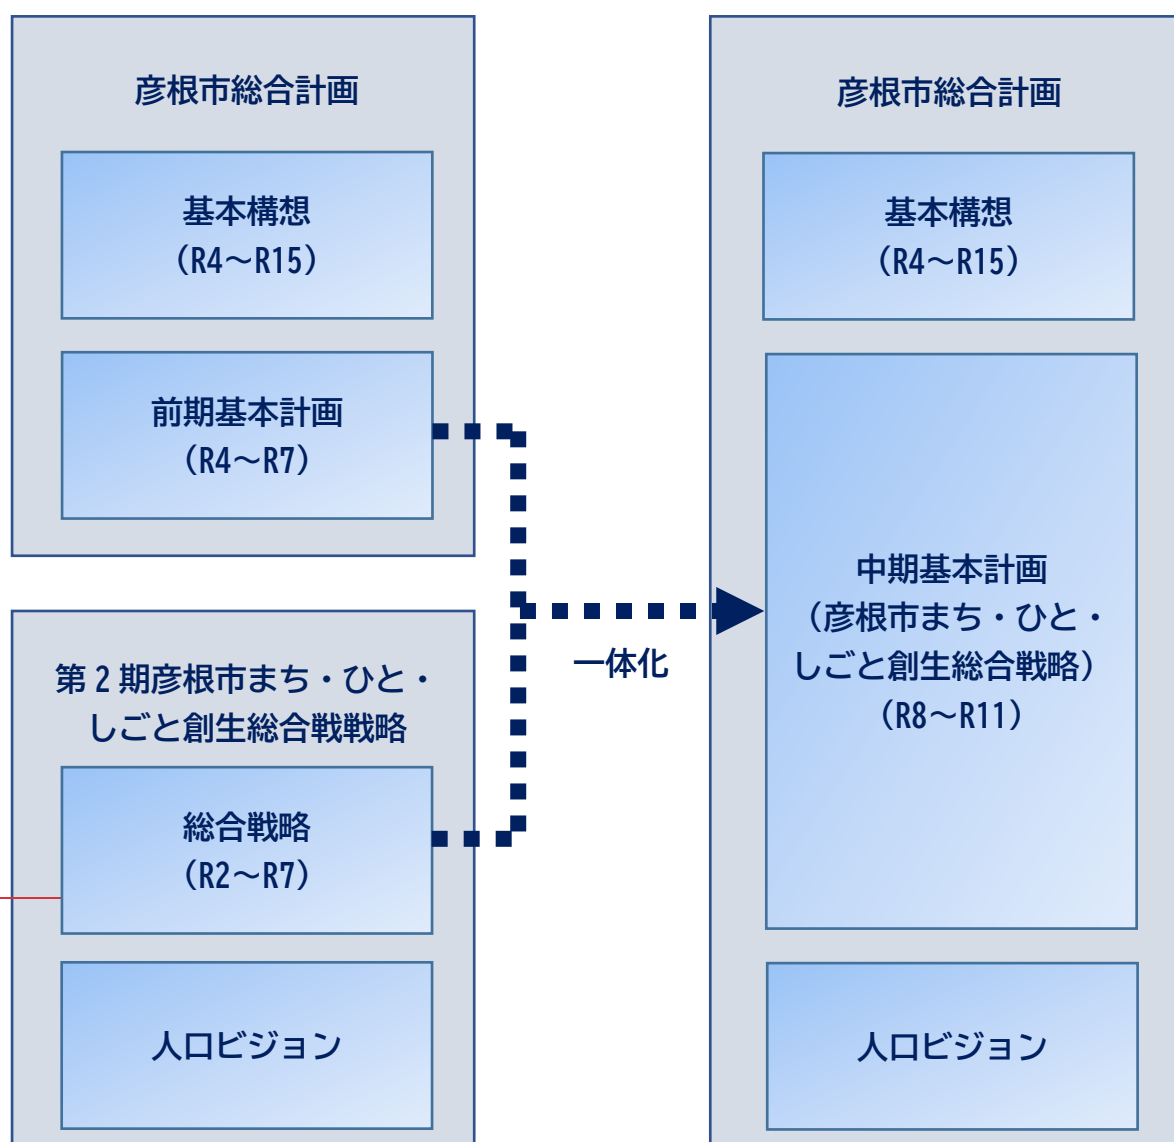 彦根市総合計画
基本構想
(R4～R15)
前期基本計画
(R4～R7)
第2期彦根市まち・ひと・
しごと創生総合戦戦略
総合戦略
(R2～R7)
人口ビジョン
一体化
彦根市総合計画
基本構想
(R4～R15)
中期基本計画
(彦根市まち・ひと・
しごと創生総合戦略)
(R8～R11)
人口ビジョン